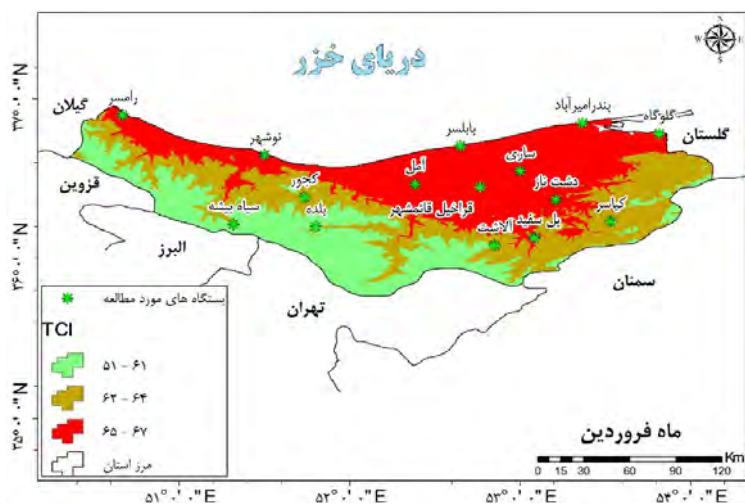 دریای خزر
N
W
E
S
گیلان
رامسر
نوشهر
بابلسر
بندرامیرآباد
گلوگاه
گلستان
قزوین
کجور
آمل
ساری
دشت ناز
قراخیل قائمشهر
سیاه بیشه
بلده
آلاشت
پل سفید
کیاسر
البرز
تهران
سمنان
ایستگاه های مورد مطالعه
TCI
۵۱ - ۶۱
۶۲ - ۶۴
۶۵ - ۶۷
مرز استان
ماه فروردین
Km
0 15 30 60 90 120
۳۷°۰'۰"N
۳۶°۰'۰"N
۳۵°۰'۰"N
۵۱°۰'۰"E
۵۲°۰'۰"E
۵۳°۰'۰"E
۵۴°۰'۰"E